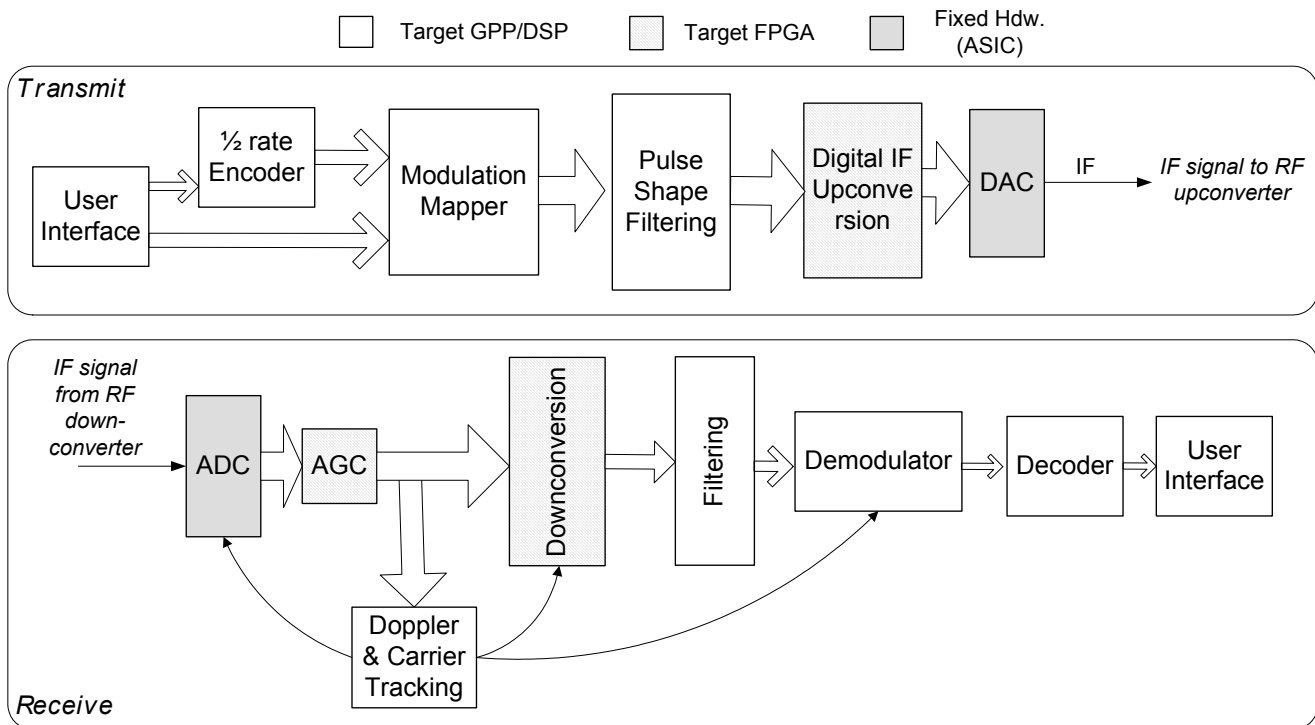 Target GPP/DSP
Target FPGA
Fixed Hdw.
(ASIC)
Transmit
User
Interface
½ rate
Encoder
Modulation
Mapper
Pulse
Shape
Filtering
Digital IF
Upconve
rsion
DAC
IF
IF signal to RF
upconverter
IF signal
from RF
down-
converter
ADC
AGC
Downconversion
Filtering
Demodulator
Decoder
User
Interface
Doppler
& Carrier
Tracking
Receive